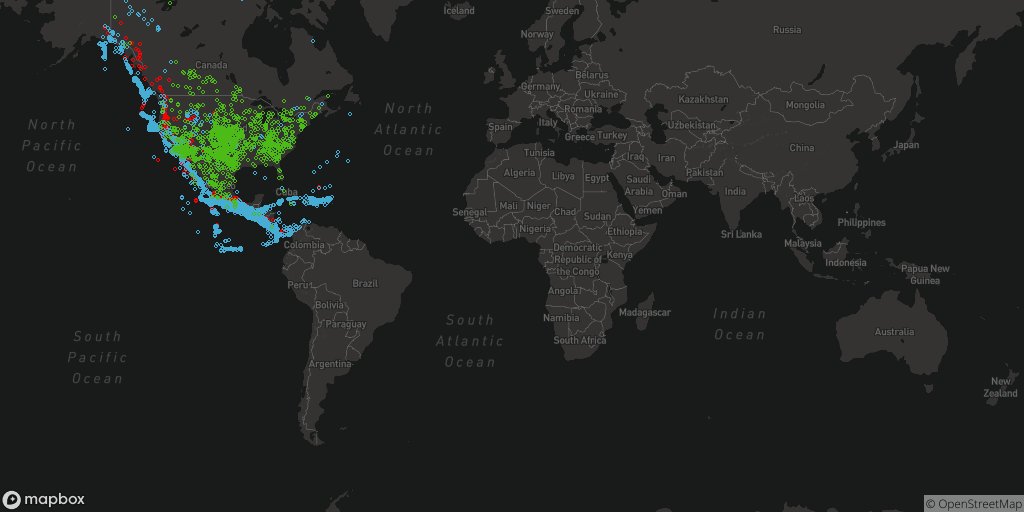 Iceland
Sweden
Norway
Russia
Canada
Belarus
Germany
Ukraine
Kazakhstan
Mongolia
Romania
North
Pacific
Ocean
North
Atlantic
Ocean
Spain
Italy
Greece
Turkey
Uzbekistan
China
Japan
Tunisia
Iraq
Iran
Pakistan
Algeria
Libya
Egypt
Saudi
Arabia
Oman
India
Laos
Cuba
Mali
Niger
Chad
Sudan
Yemen
Senegal
Philippines
Nigeria
Ethiopia
Sri Lanka
Malaysia
Colombia
Democratic
Republic of
the Congo
Kenya
Indonesia
Papua New
Guinea
Peru
Brazil
Angola
Bolivia
Namibia
Madagascar
Paraguay
South
Pacific
Ocean
South
Atlantic
Ocean
Indian
Ocean
South Africa
Australia
Argentina
New
Zealand
mapbox
© OpenStreetMap